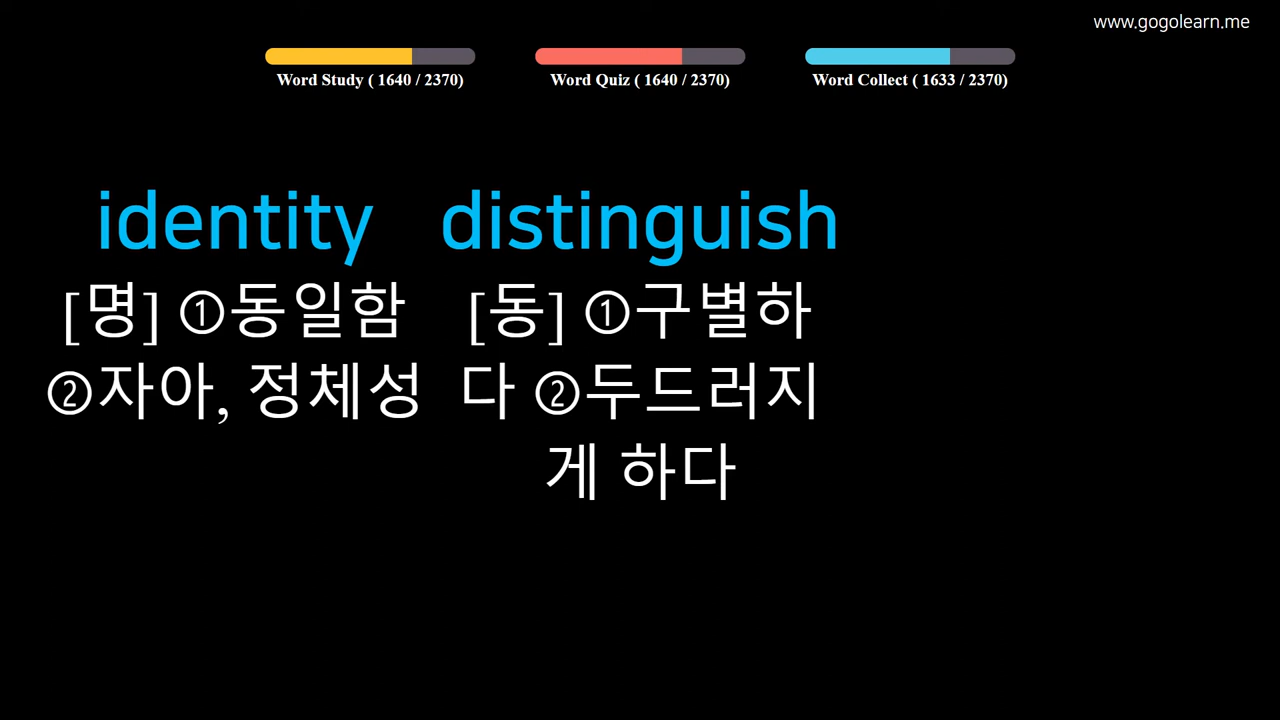 www.gogolearn.me
Word Study ( 1640 / 2370)
Word Quiz ( 1640 / 2370)
Word Collect ( 1633 / 2370)
identity
[명] ①동일함
②자아, 정체성
distinguish
[동] ①구별하
다 ②두드러지
게 하다